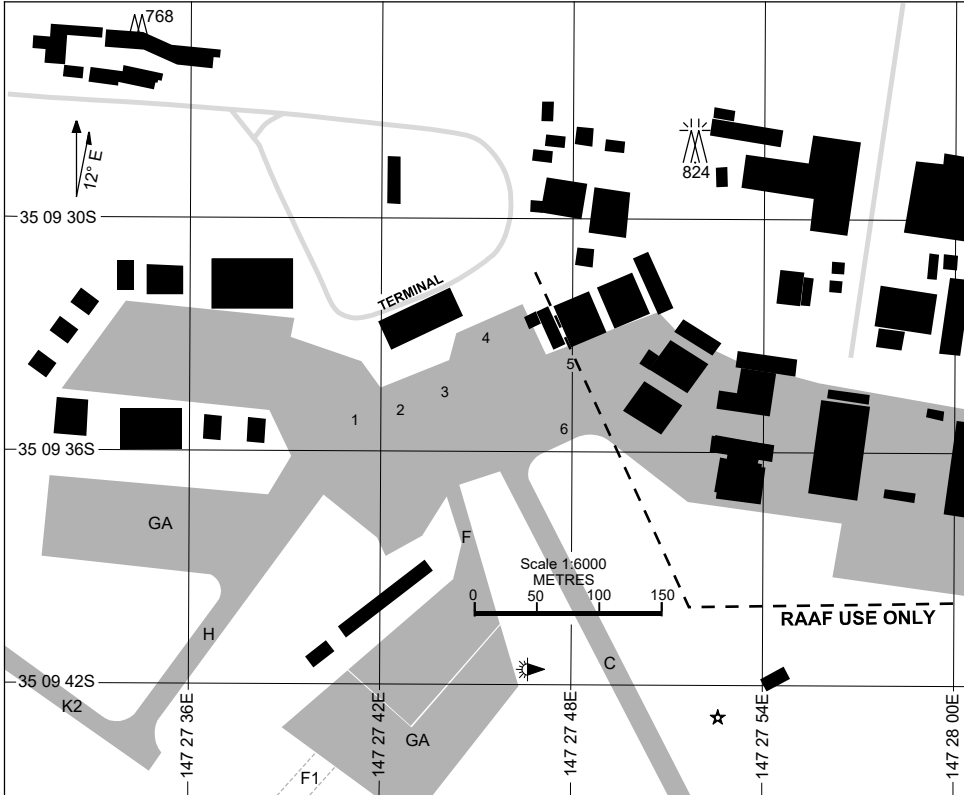 768
12° E
824
35 09 30S
TERMINAL
4
5
3
2
1
6
35 09 36S
GA
F
Scale 1:6000
METRES
0 50 100 150
RAAF USE ONLY
H
C
35 09 42S
K2
147 27 36E
147 27 42E
147 27 48E
147 27 54E
147 28 00E
GA
F1